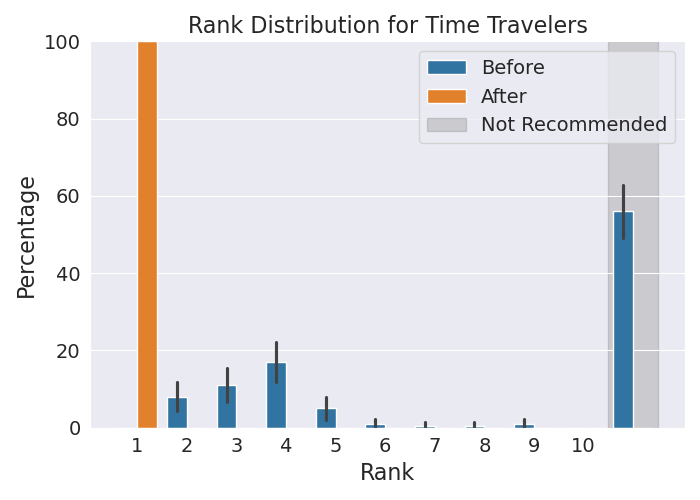 Rank Distribution for Time Travelers
Before
After
Not Recommended
Percentage
100
80
60
40
20
0
1 2 3 4 5 6 7 8 9 10
Rank